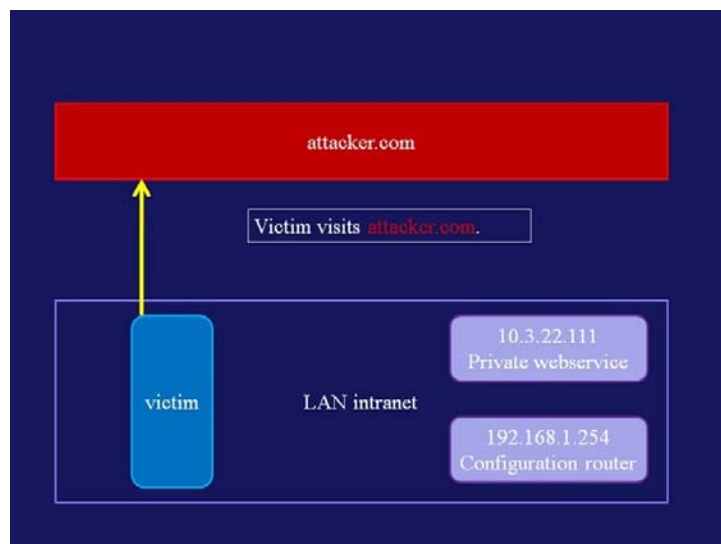 attacker.com
Victim visits attacker.com.
victim
LAN intranet
10.3.22.111
Private webservice
192.168.1.254
Configuration router